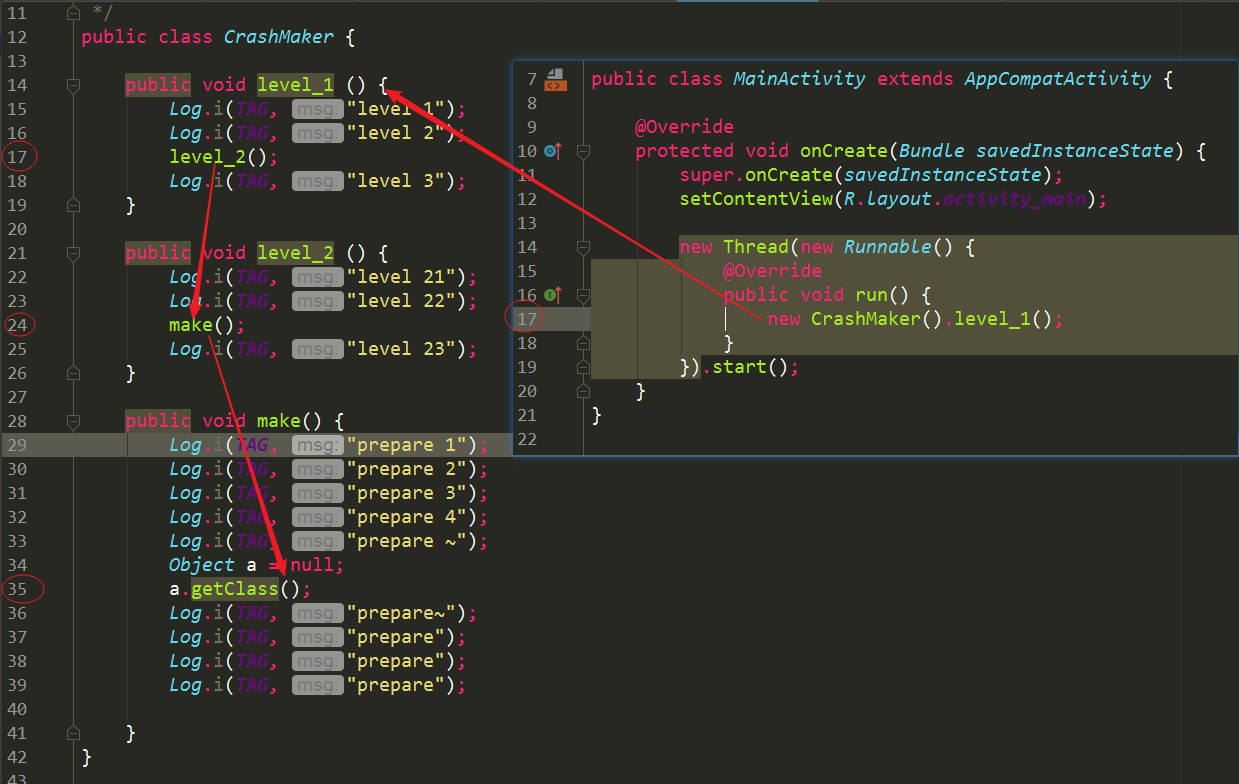 11 */
12 public class CrashMaker {
13
14 public void level_1 () {
15 Log.i(TAG, msg: "level 1");
16 Log.i(TAG, msg: "level 2");
17 level_2();
18 Log.i(TAG, msg: "level 3");
19 }
20
21 public void level_2 () {
22 Log.i(TAG, msg: "level 21");
23 Log.i(TAG, msg: "level 22");
24 make();
25 Log.i(TAG, msg: "level 23");
26 }
27
28 public void make() {
29 Log.i(TAG, msg: "prepare 1");
30 Log.i(TAG, msg: "prepare 2");
31 Log.i(TAG, msg: "prepare 3");
32 Log.i(TAG, msg: "prepare 4");
33 Log.i(TAG, msg: "prepare ~");
34 Object a = null;
35 a.getClass();
36 Log.i(TAG, msg: "prepare~");
37 Log.i(TAG, msg: "prepare");
38 Log.i(TAG, msg: "prepare");
39 Log.i(TAG, msg: "prepare");
40
41 }
42 }
43
7 public class MainActivity extends AppCompatActivity {
8
9 @Override
10 protected void onCreate(Bundle savedInstanceState) {
11 super.onCreate(savedInstanceState);
12 setContentView(R.layout.activity_main);
13
14 new Thread(new Runnable() {
15 @Override
16 public void run() {
17 new CrashMaker().level_1();
18 }
19 }).start();
20 }
21 }
22